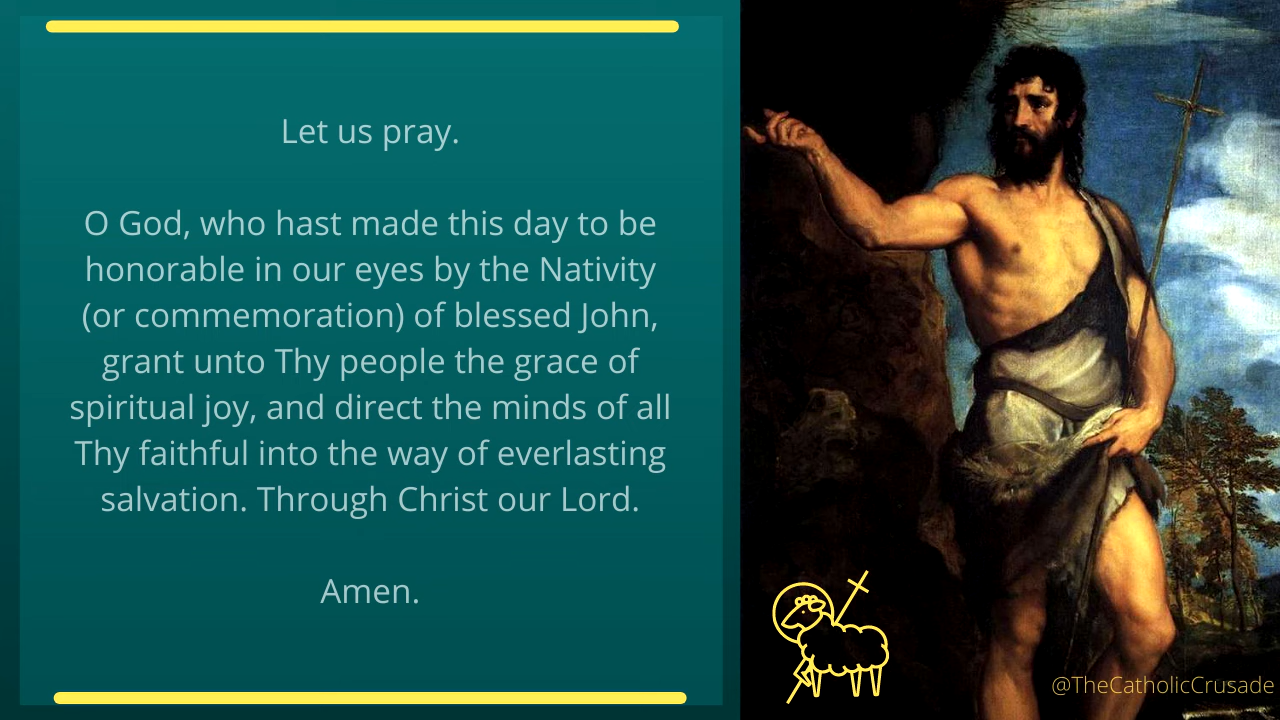 Let us pray.
O God, who hast made this day to be
honorable in our eyes by the Nativity
(or commemoration) of blessed John,
grant unto Thy people the grace of
spiritual joy, and direct the minds of all
Thy faithful into the way of everlasting
salvation. Through Christ our Lord.
Amen.
@TheCatholicCrusade